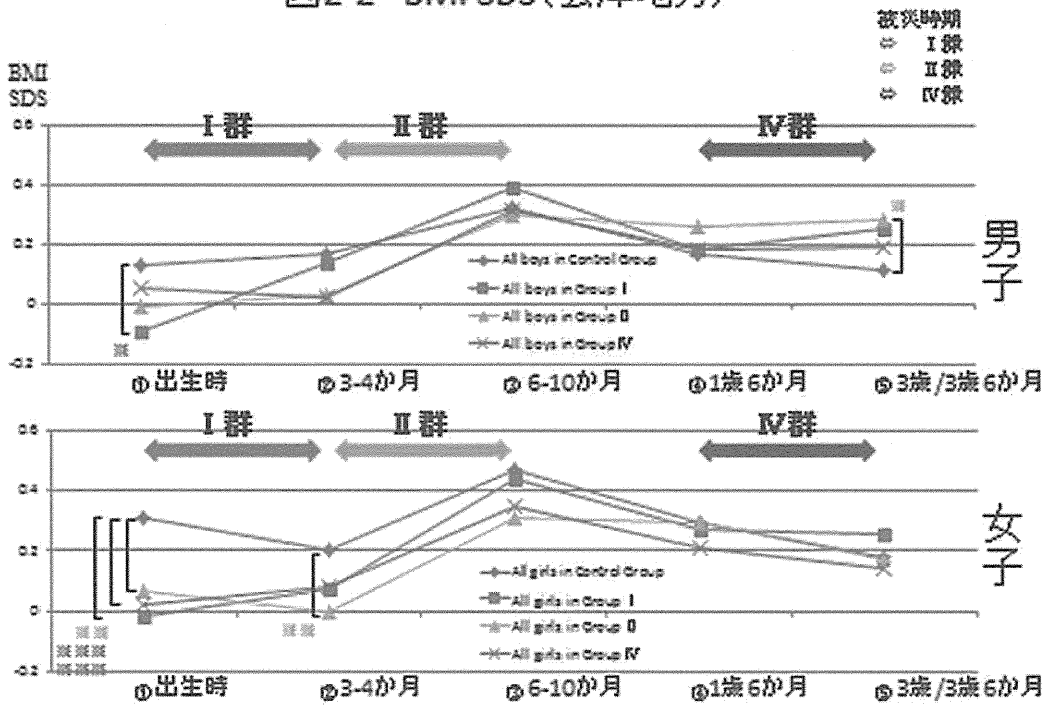 被災時期
⇔ Ⅰ群
⇔ Ⅱ群
⇔ Ⅳ群
BMI
SDS
Ⅰ群 Ⅱ群 Ⅳ群
0.6
0.4
0.2
0
-0.2
※
※
All boys in Control Group
All boys in Group Ⅰ
All boys in Group Ⅱ
All boys in Group Ⅳ
男子
①出生時 ②3-4か月 ③6-10か月 ④1歳6か月 ⑤3歳/3歳6か月
Ⅰ群 Ⅱ群 Ⅳ群
0.6
0.4
0.2
0
-0.2
※※
※※※
※※※
※※
All girls in Control Group
All girls in Group Ⅰ
All girls in Group Ⅱ
All girls in Group Ⅳ
女子
①出生時 ②3-4か月 ③6-10か月 ④1歳6か月 ⑤3歳/3歳6か月